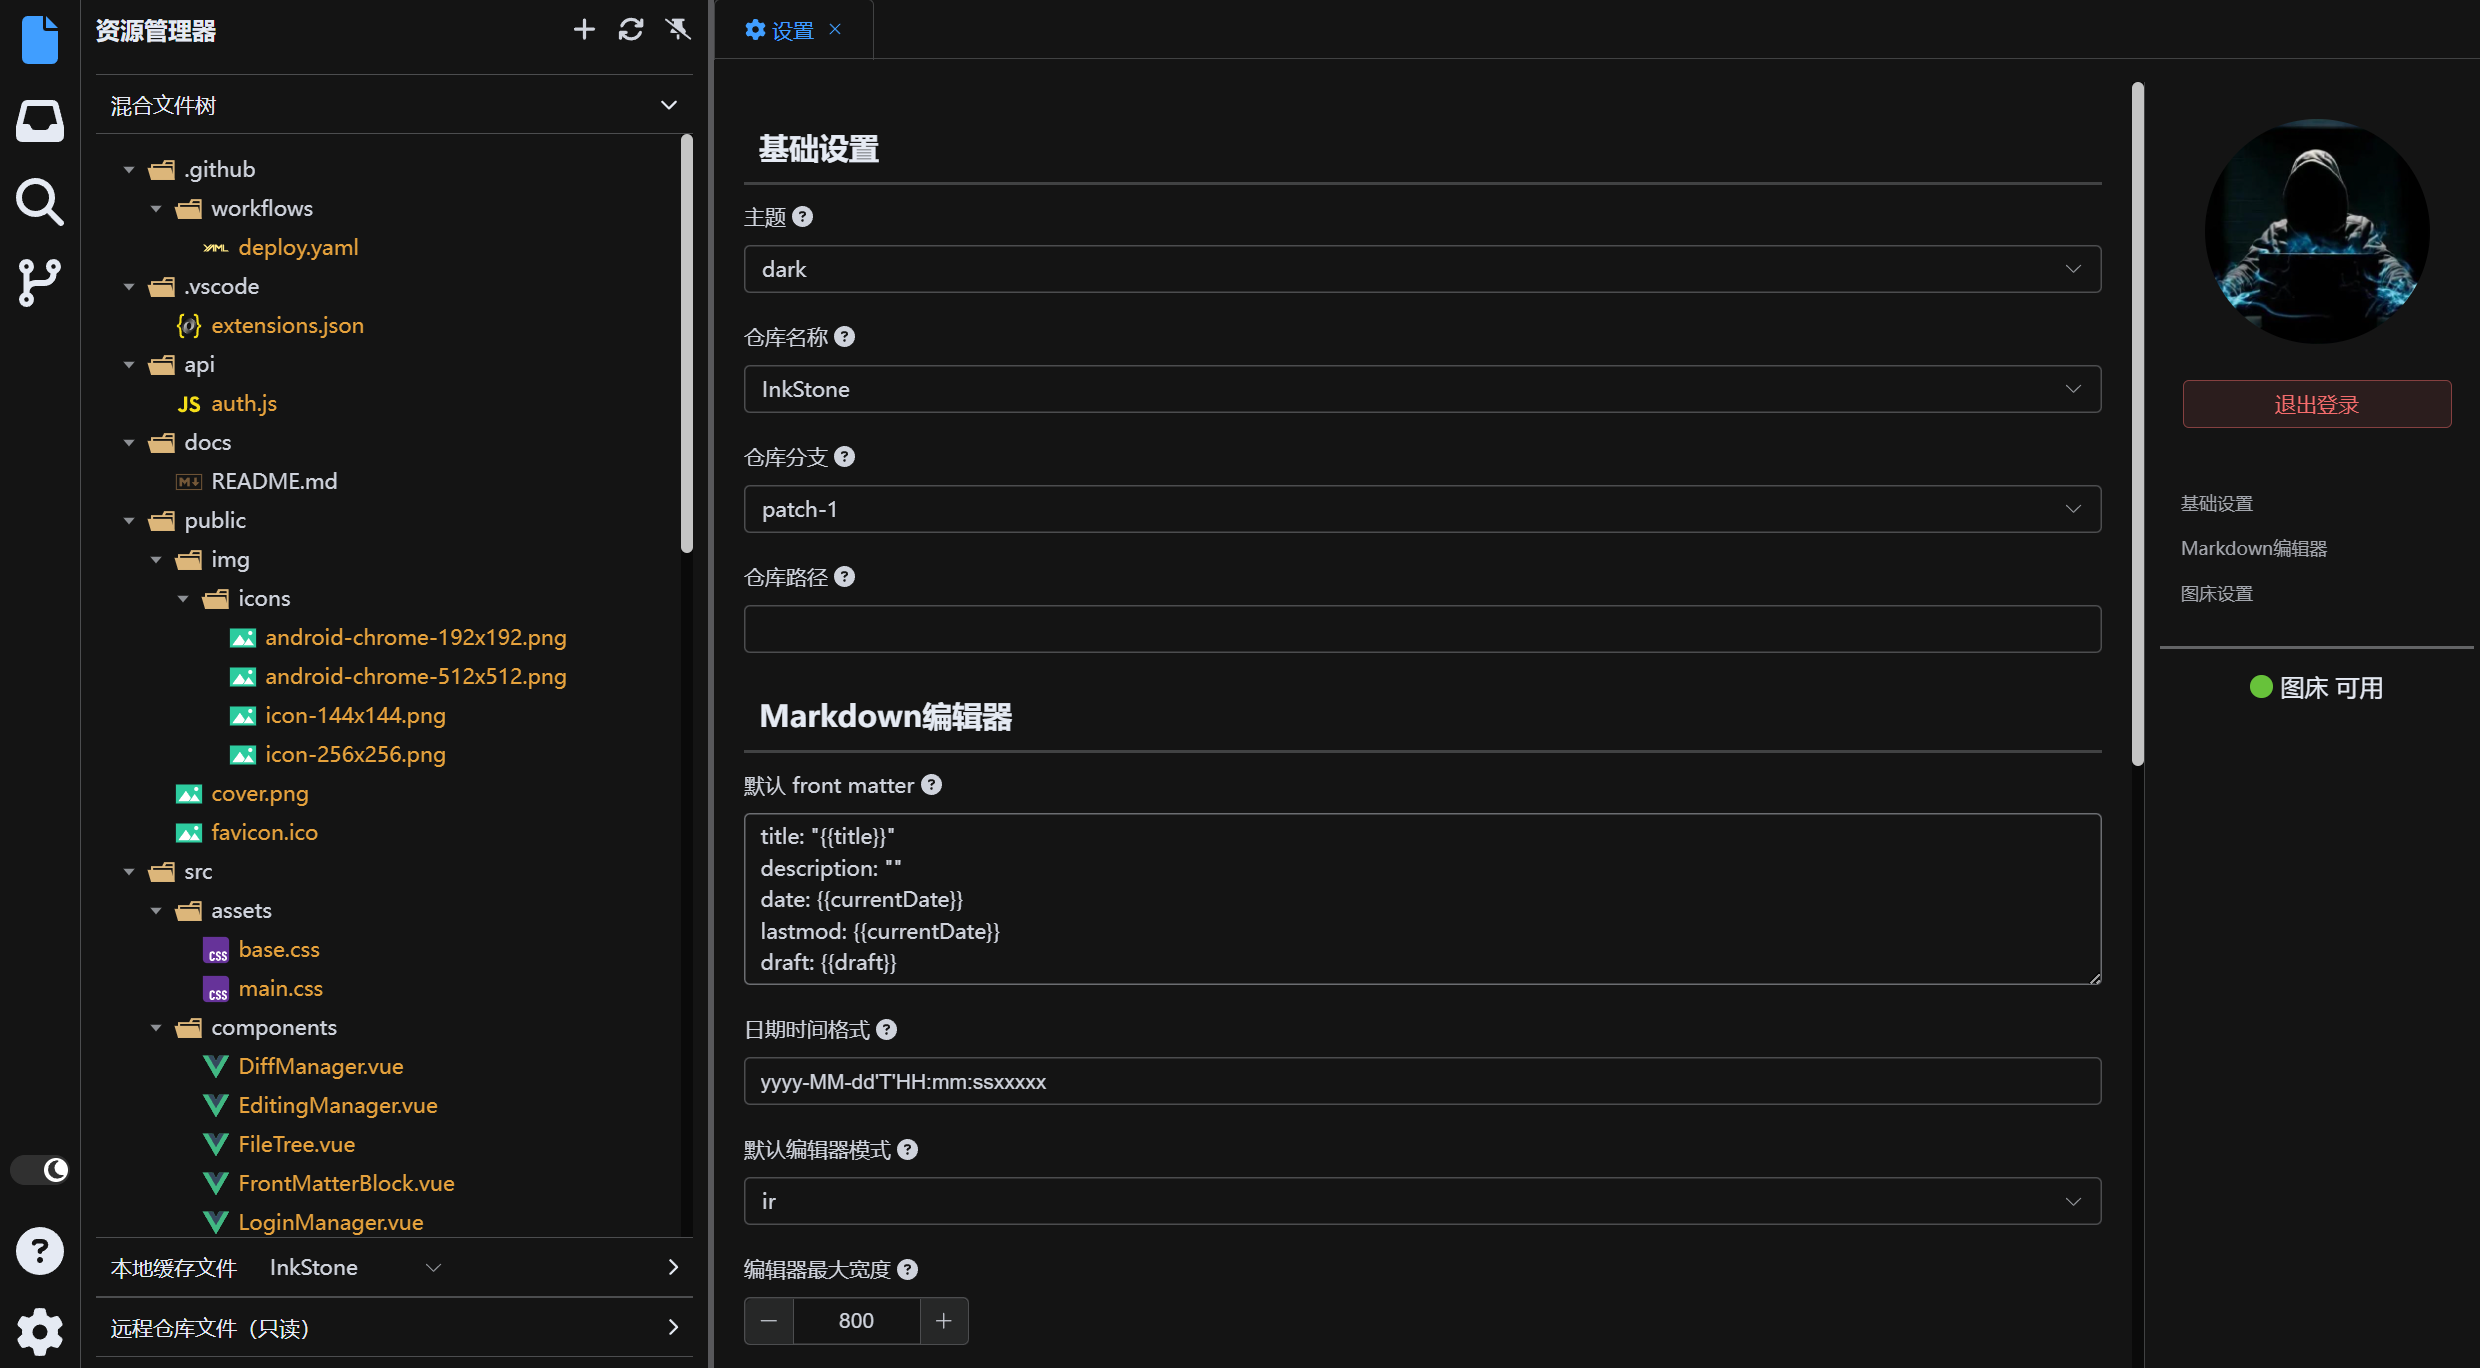 资源管理器
混合文件树
.github
workflows
YAML deploy.yaml
.vscode
extensions.json
api
JS auth.js
docs
M↓ README.md
public
img
icons
android-chrome-192x192.png
android-chrome-512x512.png
icon-144x144.png
icon-256x256.png
cover.png
favicon.ico
src
assets
css base.css
css main.css
components
DiffManager.vue
EditingManager.vue
FileTree.vue
FrontMatterBlock.vue
LoginManager.vue
本地缓存文件 InkStone
远程仓库文件（只读）
设置
基础设置
主题
dark
仓库名称
InkStone
仓库分支
patch-1
仓库路径
Markdown编辑器
默认 front matter
title: "{{title}}"
description: ""
date: {{currentDate}}
lastmod: {{currentDate}}
draft: {{draft}}
日期时间格式
yyyy-MM-dd'T'HH:mm:ssxxxxx
默认编辑器模式
ir
编辑器最大宽度
800
退出登录
基础设置
Markdown编辑器
图床设置
图床 可用